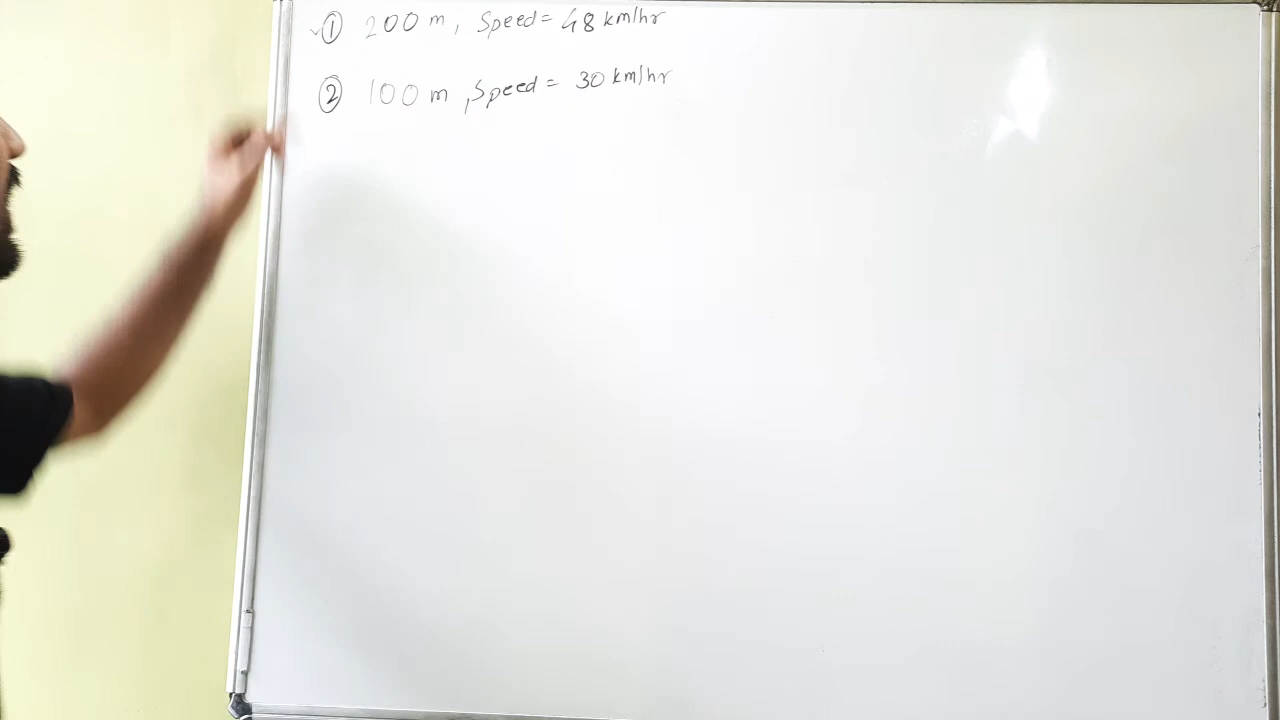 ① 200 m, Speed = 48 km/hr
② 100 m, Speed = 30 km/hr